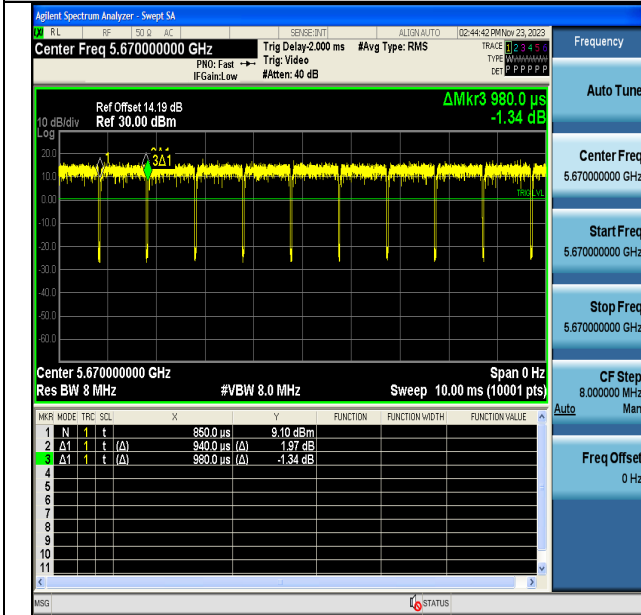 Agilent Spectrum Analyzer - Swept SA
RL RF 50 Ω AC SENSE:INT ALIGN AUTO 02:44:42 PM Nov 23, 2023
Center Freq 5.670000000 GHz
PNO: Fast
IFGain:Low
Trig Delay-2.000 ms
Trig: Video
#Atten: 40 dB
#Avg Type: RMS
TRACE 1 2 3 4 5 6
TYPE W
DET P P P P P P
Ref Offset 14.19 dB
Ref 30.00 dBm
10 dB/div
Log
ΔMkr3 980.0 µs
-1.34 dB
20.0
10.0
0.00
-10.0
-20.0
-30.0
-40.0
-50.0
-60.0
1
3Δ1
TRIG LVL
Center 5.670000000 GHz Span 0 Hz
Res BW 8 MHz #VBW 8.0 MHz Sweep 10.00 ms (10001 pts)
MKR MODE TRC SCL X Y FUNCTION FUNCTION WIDTH FUNCTION VALUE
1 N 1 t 850.0 µs 9.10 dBm
2 Δ1 1 t (Δ) 940.0 µs (Δ) 1.97 dB
3 Δ1 1 t (Δ) 980.0 µs (Δ) -1.34 dB
4
5
6
7
8
9
10
11
MSG STATUS
Frequency
Auto Tune
Center Freq
5.670000000 GHz
Start Freq
5.670000000 GHz
Stop Freq
5.670000000 GHz
CF Step
8.000000 MHz
Auto Man
Freq Offset
0 Hz